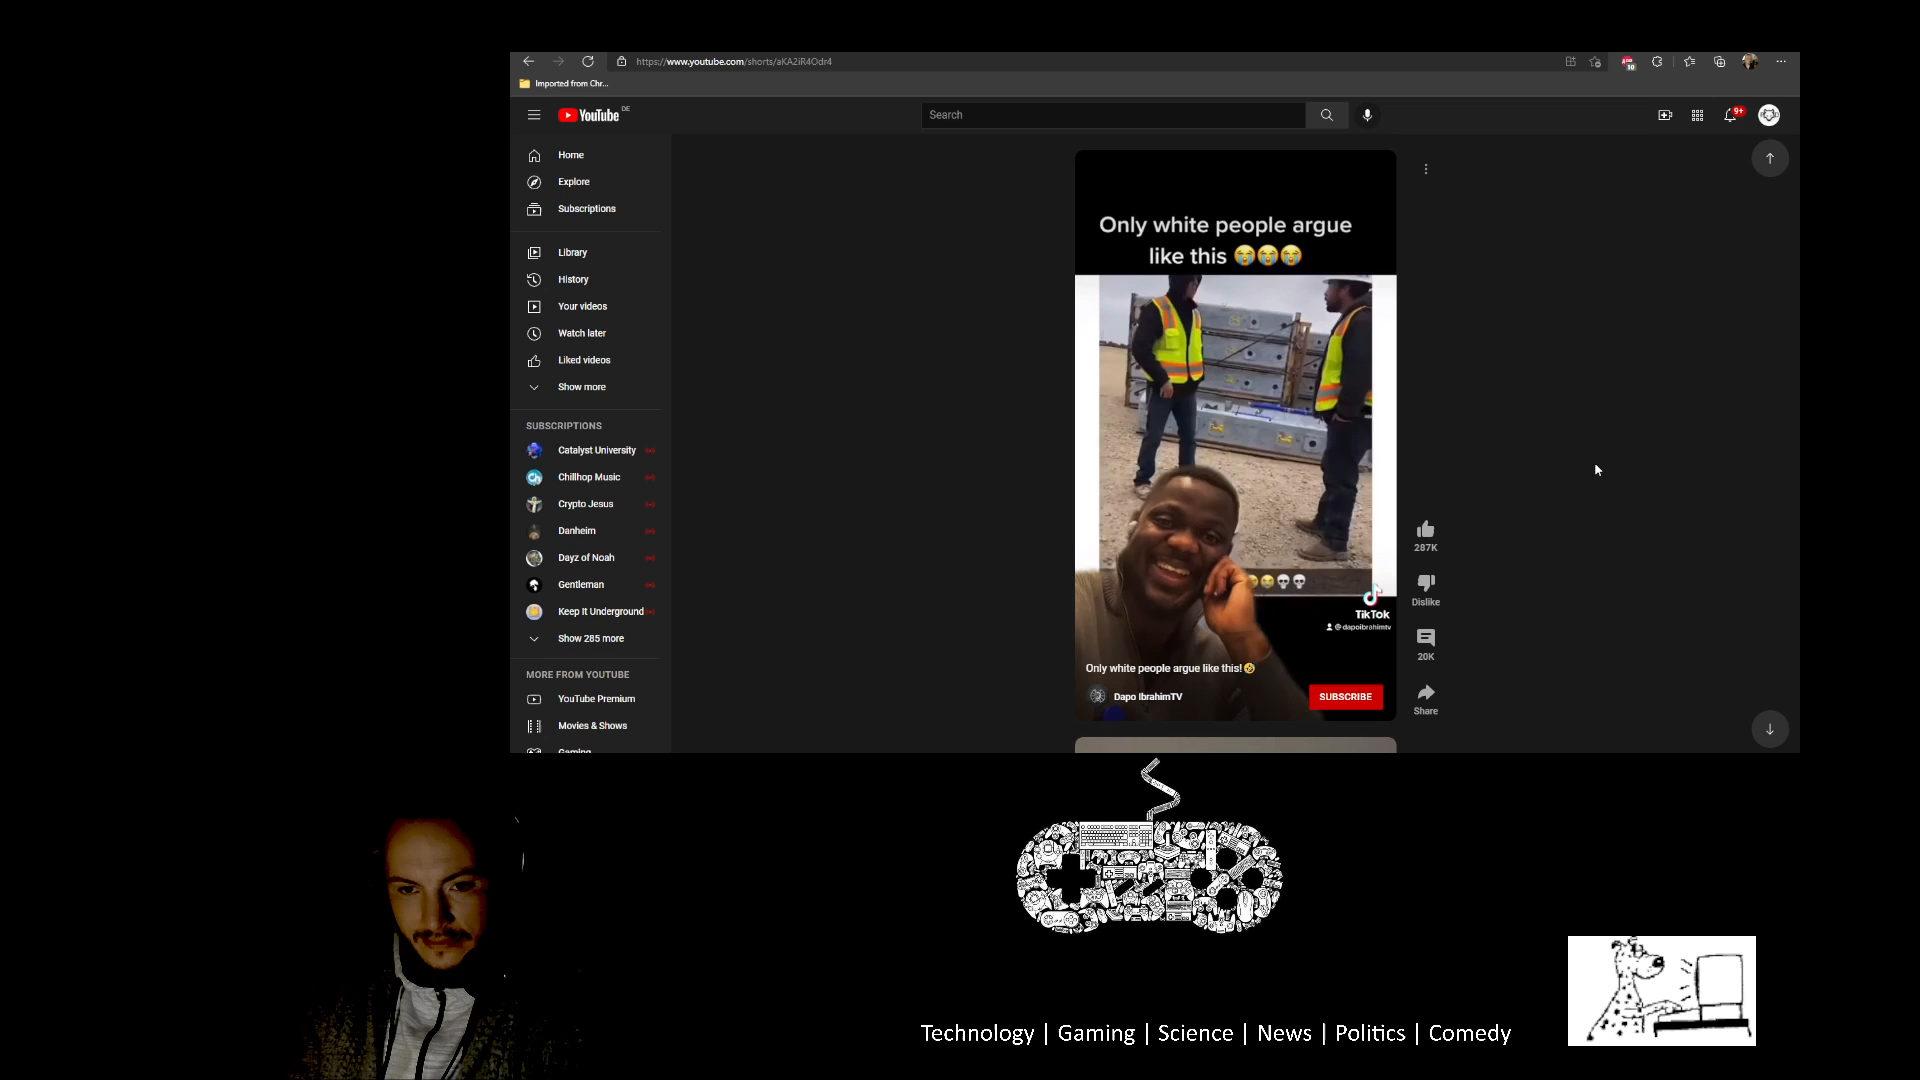 https://www.youtube.com/shorts/aKA2iR4Odr4
10
Imported from Chr...
YouTube DE
Search
9+
Home
Explore
Subscriptions
Library
History
Your videos
Watch later
Liked videos
Show more
SUBSCRIPTIONS
Catalyst University
Chillhop Music
Crypto Jesus
Danheim
Dayz of Noah
Gentleman
Keep It Underground
Show 285 more
MORE FROM YOUTUBE
YouTube Premium
Movies & Shows
Gaming
Only white people argue
like this 😭😭😭
TikTok
@dapoibrahimtv
Only white people argue like this!🤣
Dapo IbrahimTV
SUBSCRIBE
287K
Dislike
20K
Share
Technology | Gaming | Science | News | Politics | Comedy